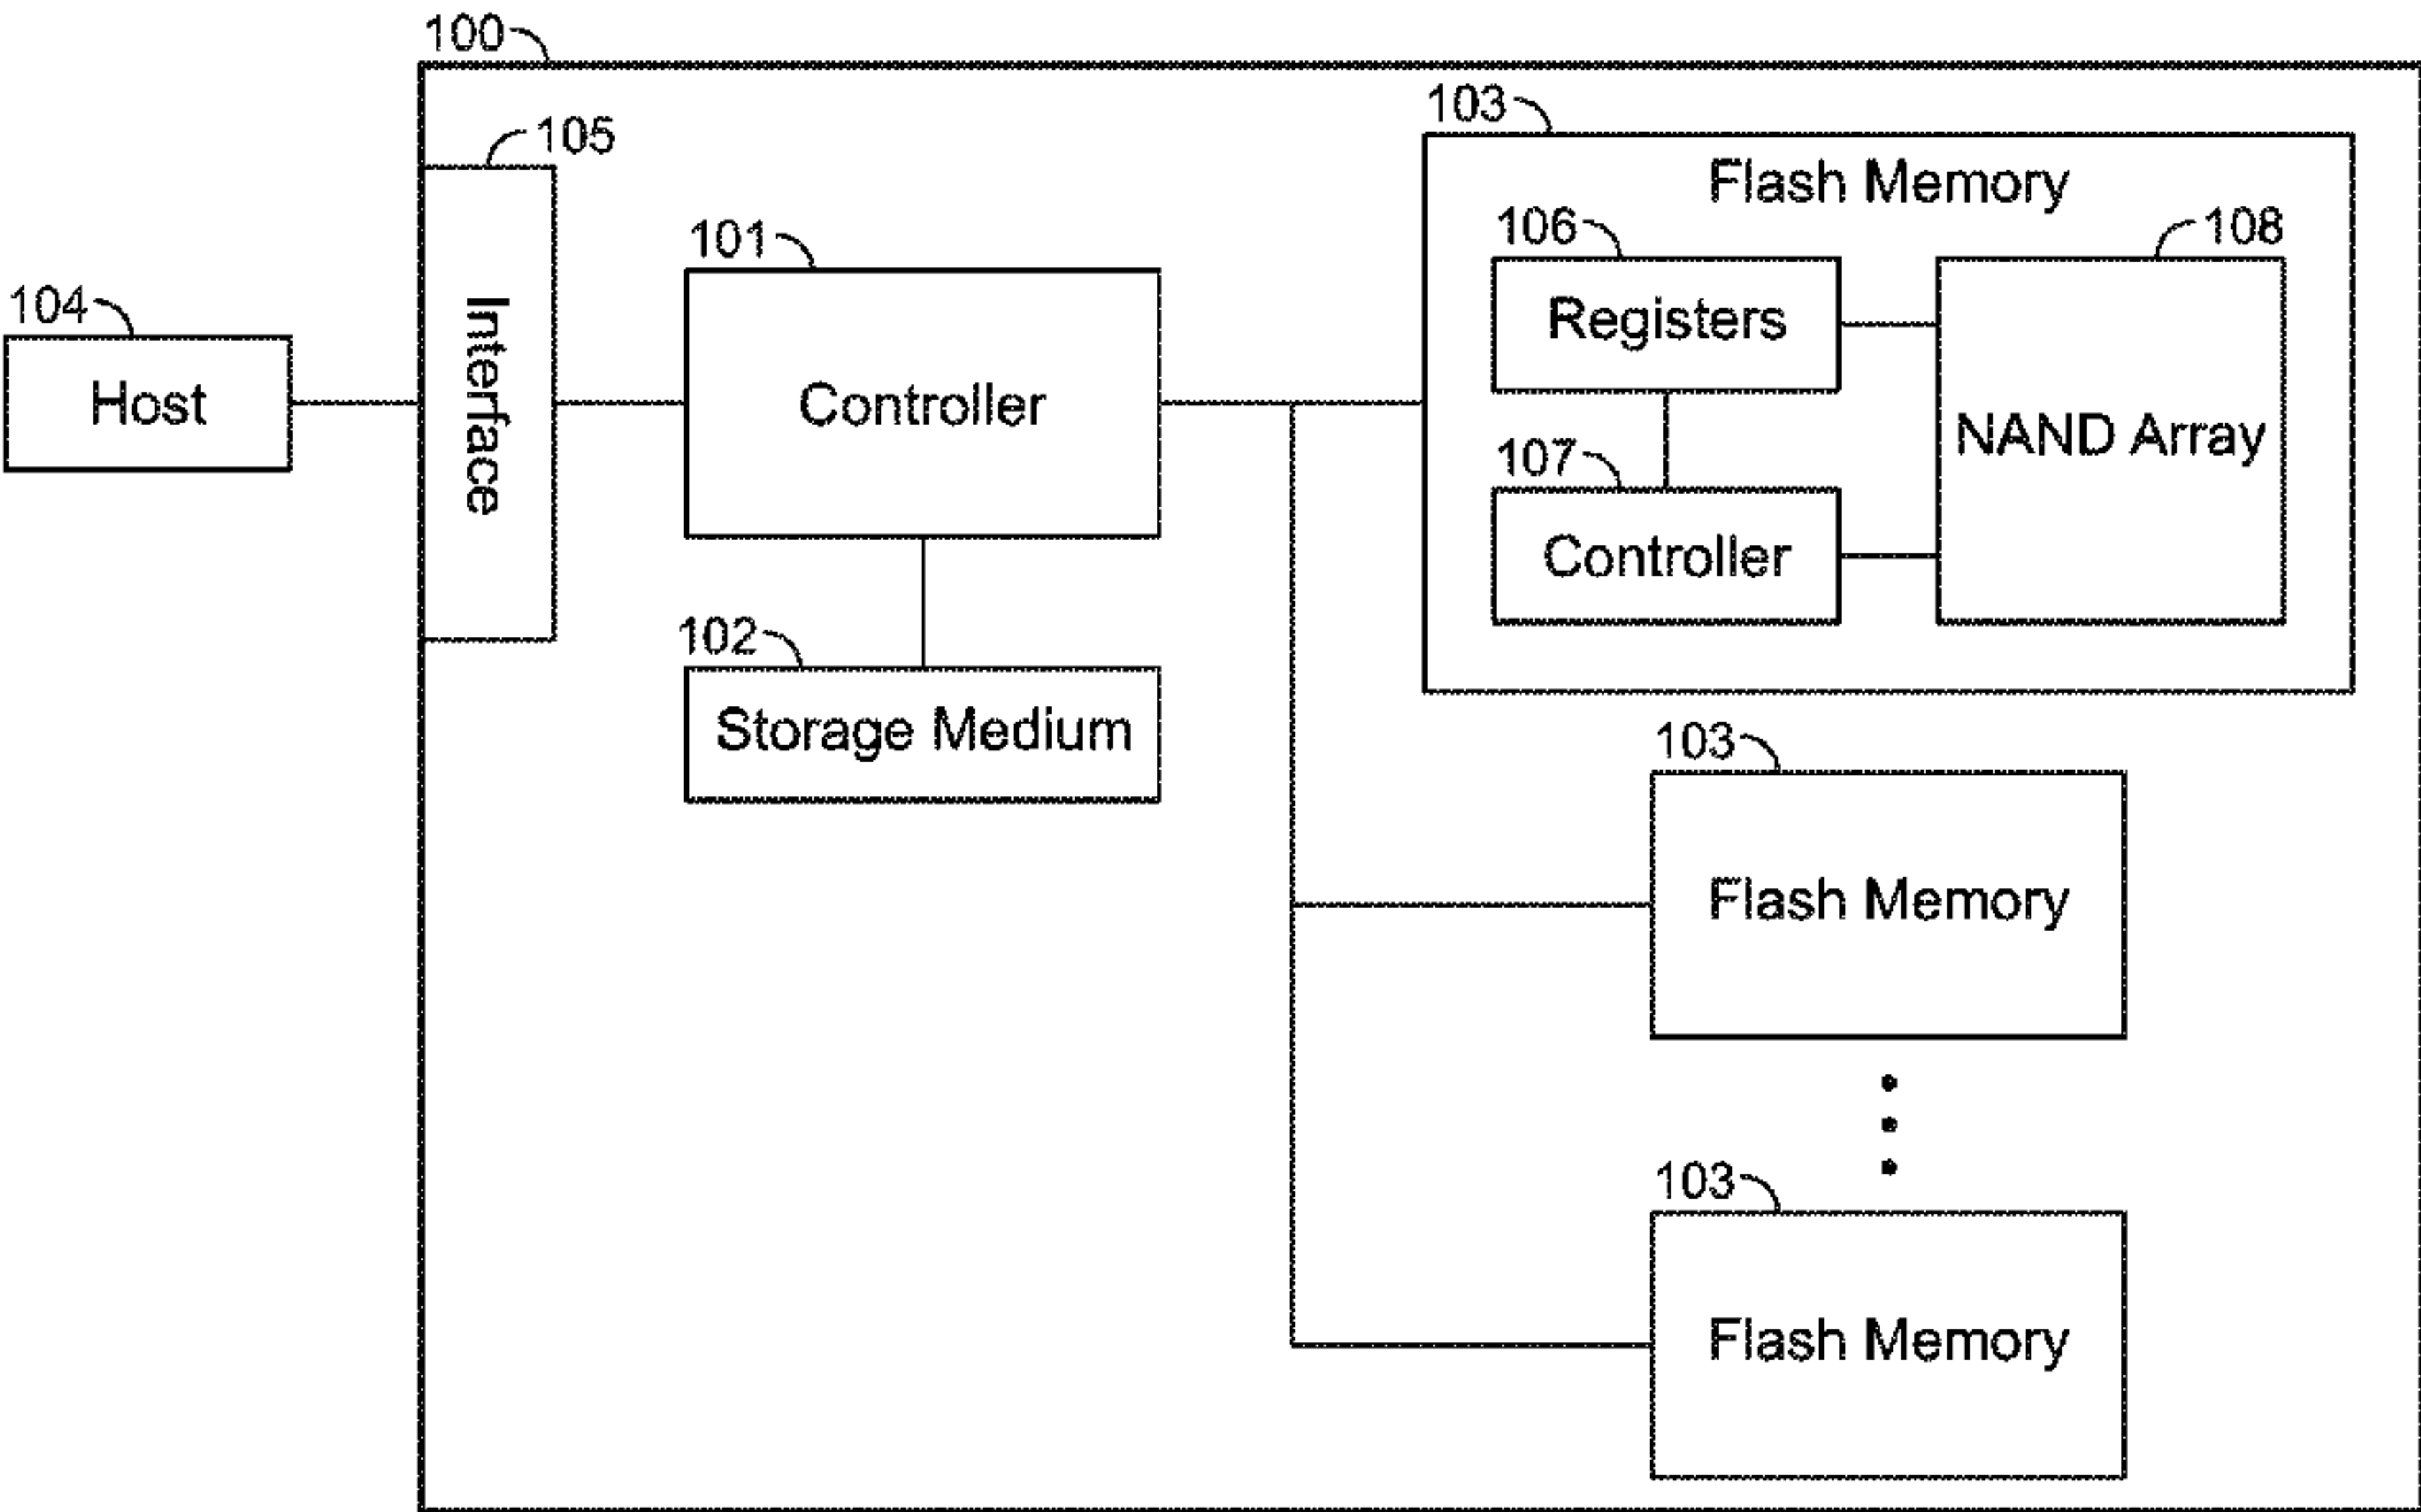 100
105
103
Flash Memory
101
106
108
104
Interface
Registers
Host
Controller
NAND Array
107
Controller
102
Storage Medium
103
Flash Memory
103
Flash Memory